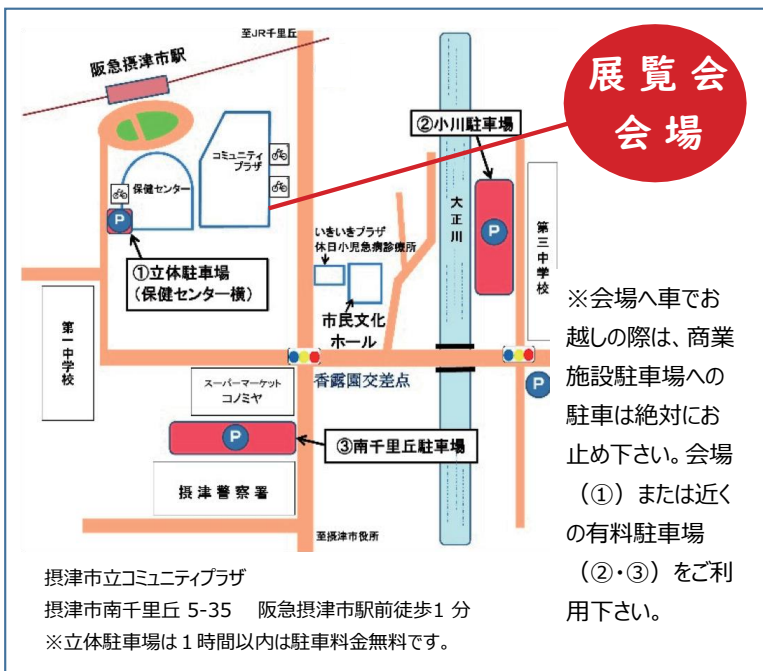 至JR千里丘
阪急摂津市駅
展覧会
会場
②小川駐車場
コミュニティ
プラザ
保健センター
P
大正川
P
第三中学校
いきいきプラザ
休日小児急病診療所
①立体駐車場
(保健センター横)
市民文化
ホール
第一中学校
スーパーマーケット
コノミヤ
香露園交差点
P
P
③南千里丘駐車場
摂津警察署
至摂津市役所
※会場へ車でお
越しの際は、商業
施設駐車場への
駐車は絶対にお
止め下さい。会場
(①)または近く
の有料駐車場
(②・③)をご利
用下さい。
摂津市立コミュニティプラザ
摂津市南千里丘 5-35 阪急摂津市駅前徒歩1 分
※立体駐車場は1時間以内は駐車料金無料です。